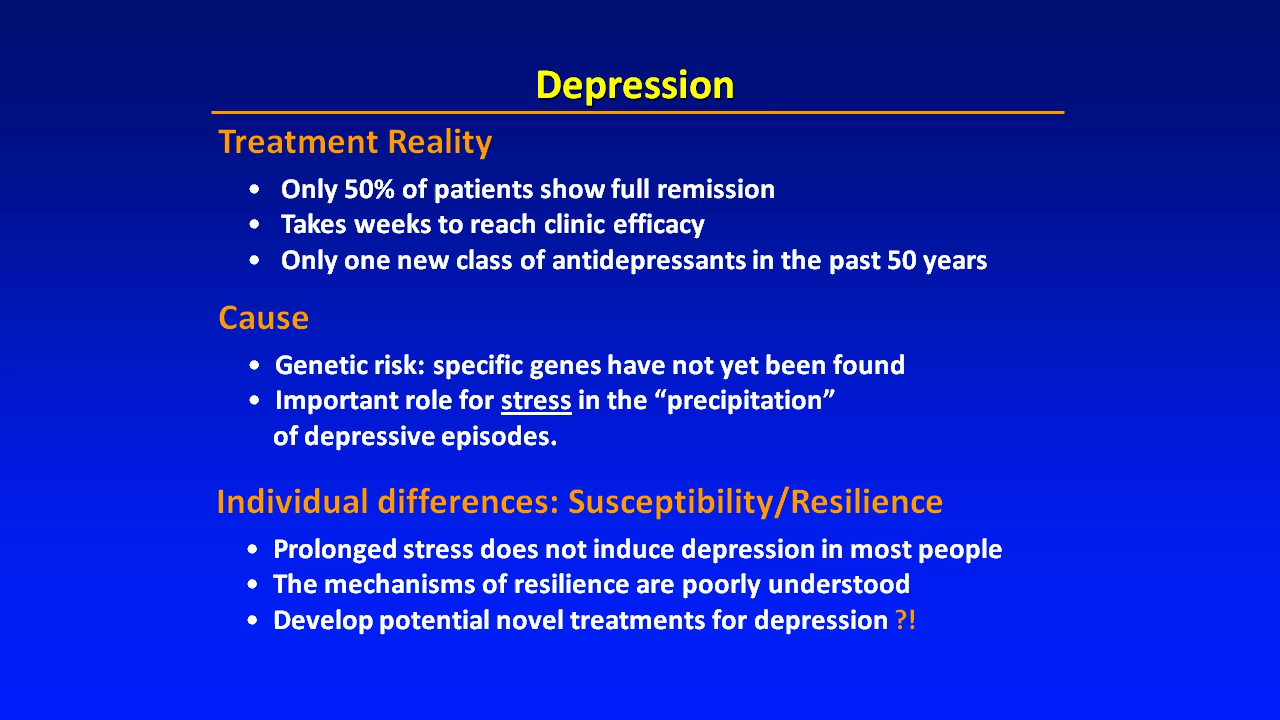 Depression
Treatment Reality
• Only 50% of patients show full remission
• Takes weeks to reach clinic efficacy
• Only one new class of antidepressants in the past 50 years
Cause
• Genetic risk: specific genes have not yet been found
• Important role for stress in the “precipitation”
of depressive episodes.
Individual differences: Susceptibility/Resilience
• Prolonged stress does not induce depression in most people
• The mechanisms of resilience are poorly understood
• Develop potential novel treatments for depression ?!